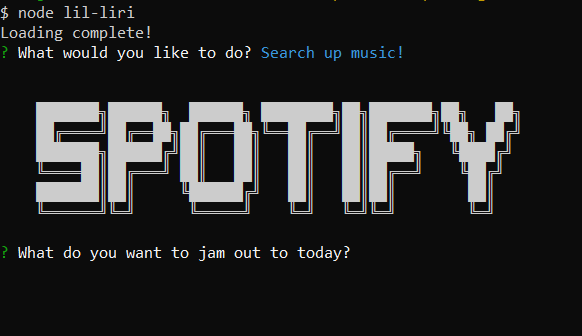 $ node lil-liri
Loading complete!
? What would you like to do? Search up music!
SPOTIFY
? What do you want to jam out to today?